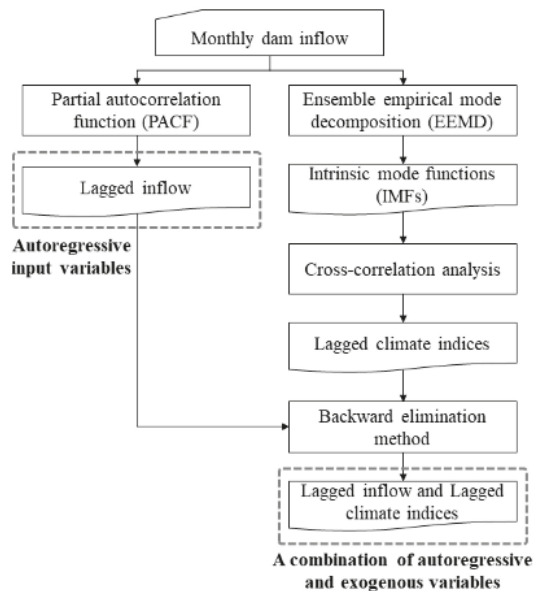 Monthly dam inflow
Partial autocorrelation
function (PACF)
Ensemble empirical mode
decomposition (EEMD)
Lagged inflow
Intrinsic mode functions
(IMFs)
Autoregressive
input variables
Cross-correlation analysis
Lagged climate indices
Backward elimination
method
Lagged inflow and Lagged
climate indices
A combination of autoregressive
and exogenous variables